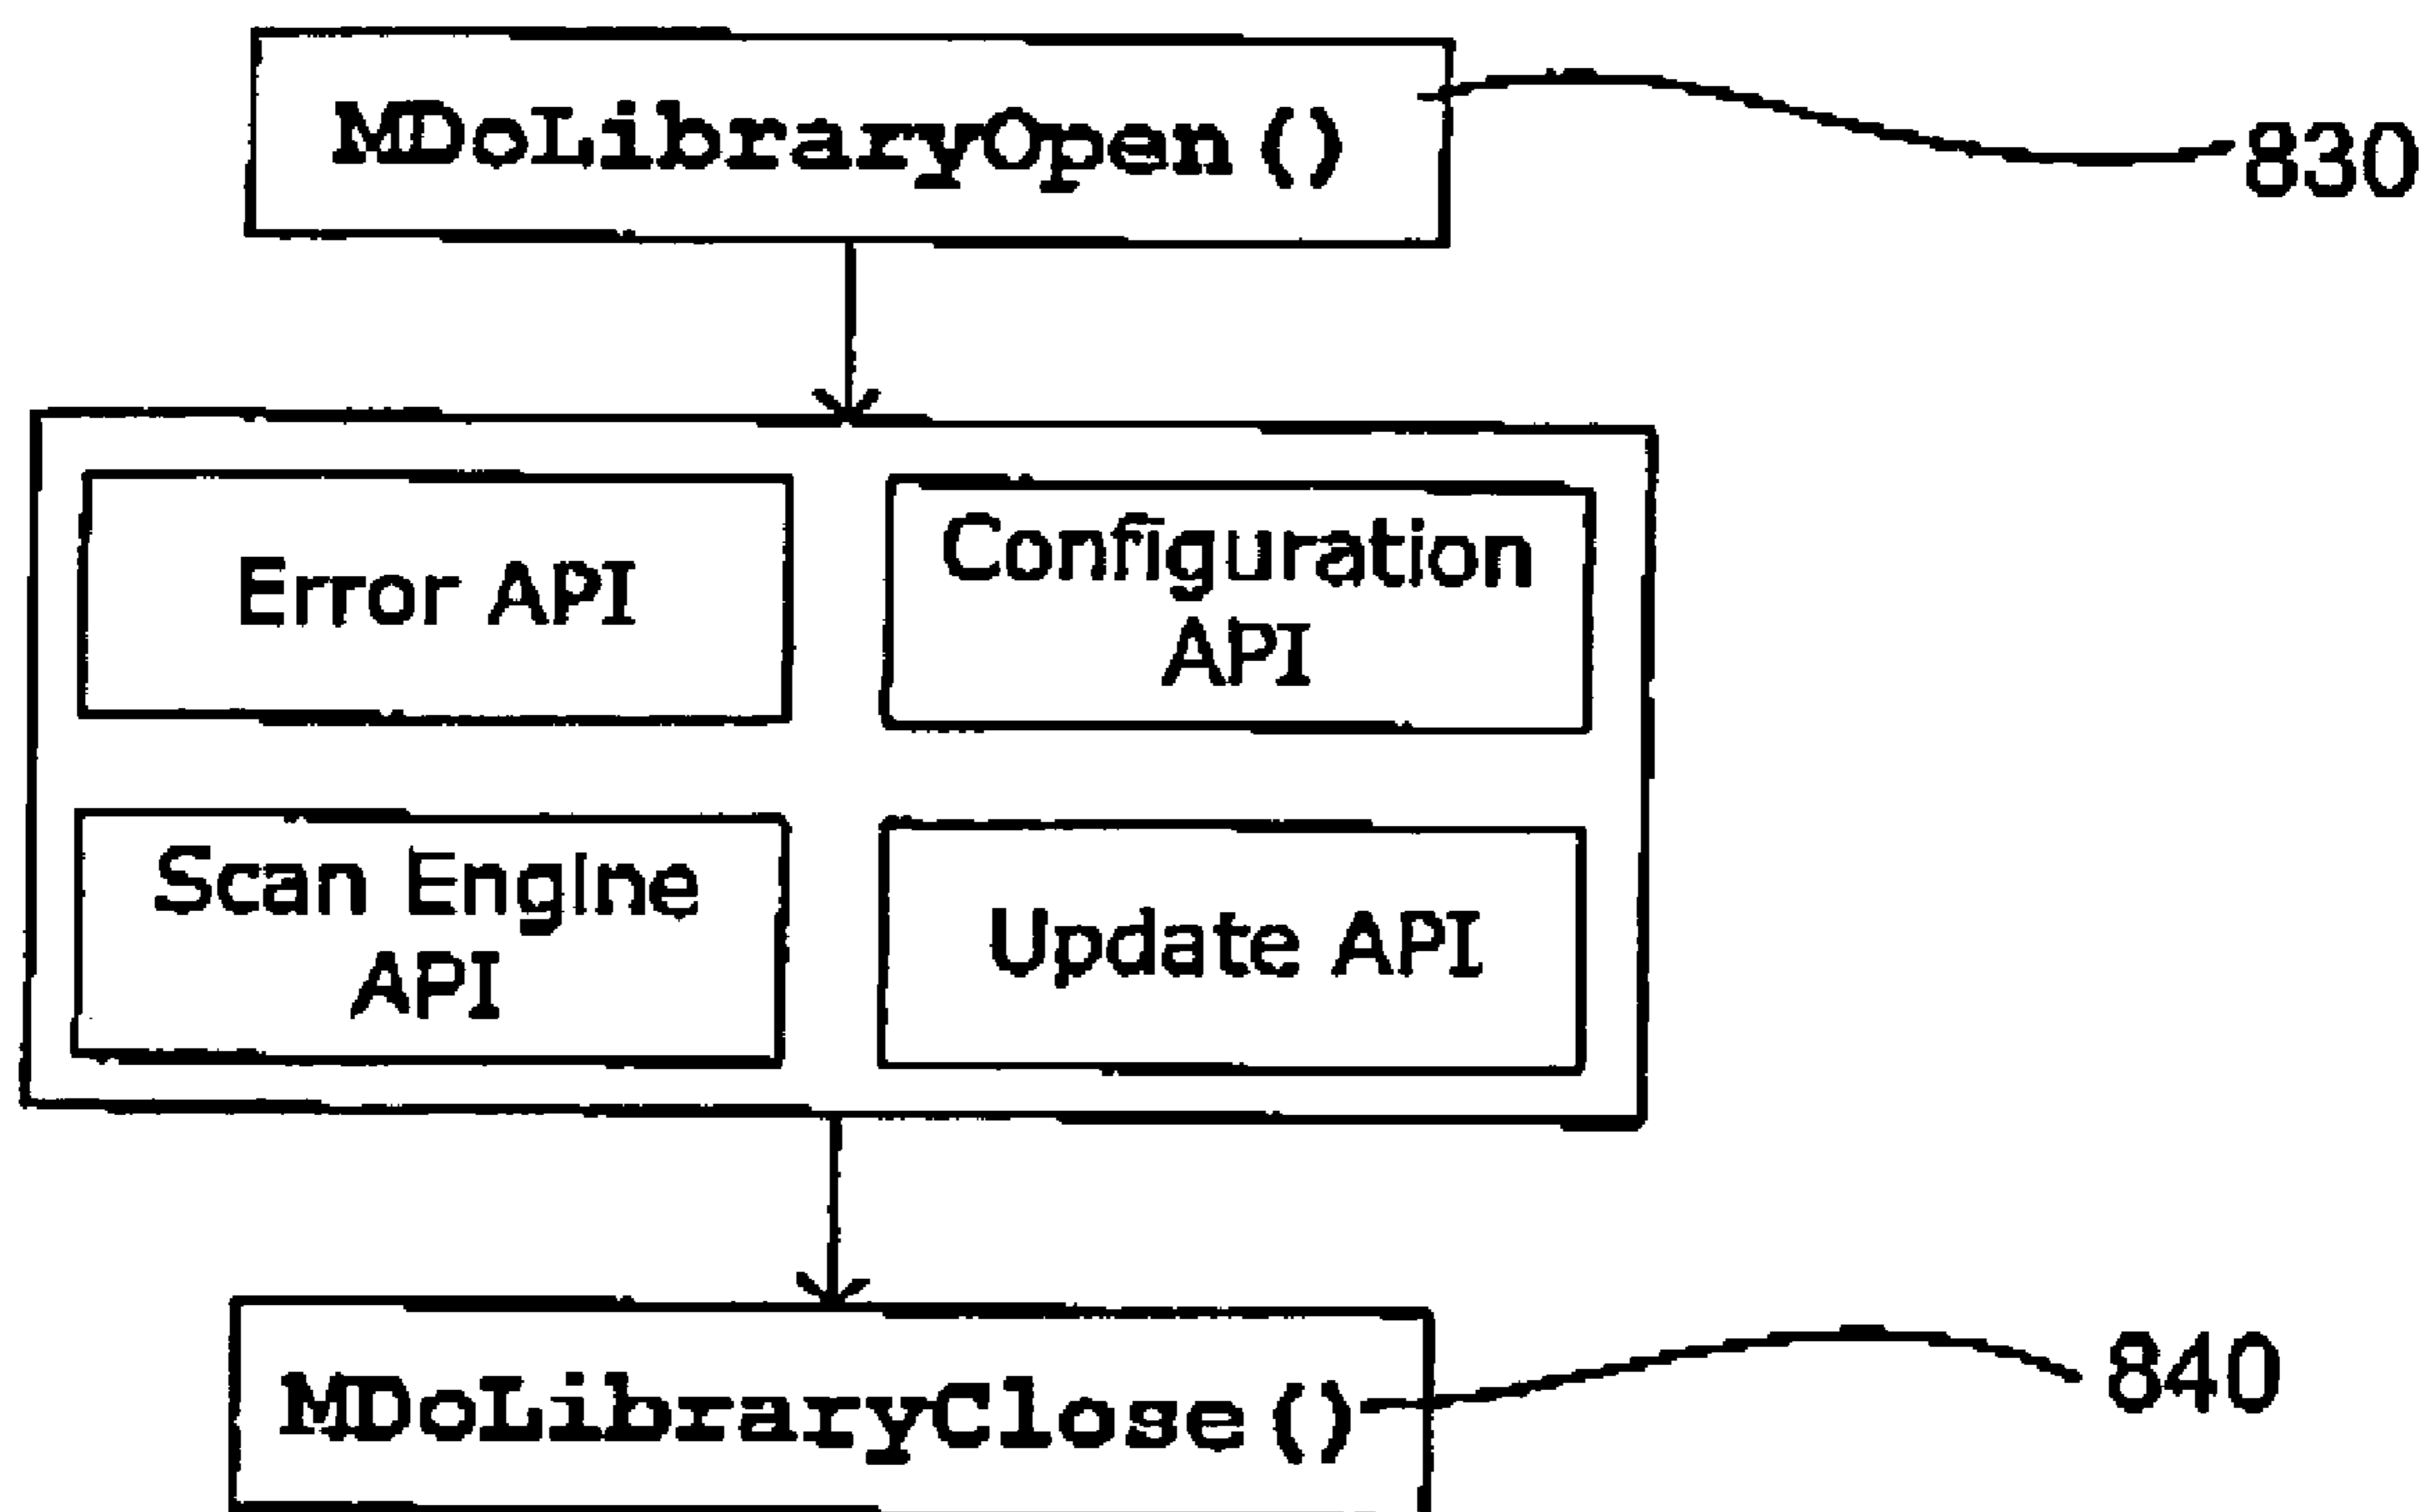 MDoLibraryOpen()
830
Error API
Configuration
API
Scan Engine
API
Update API
MDoLibraryClose()
840